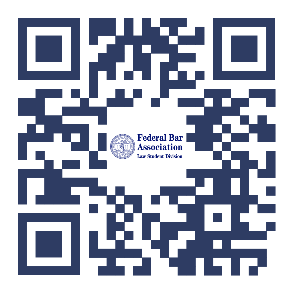 Federal Bar
Association
Law Student Division